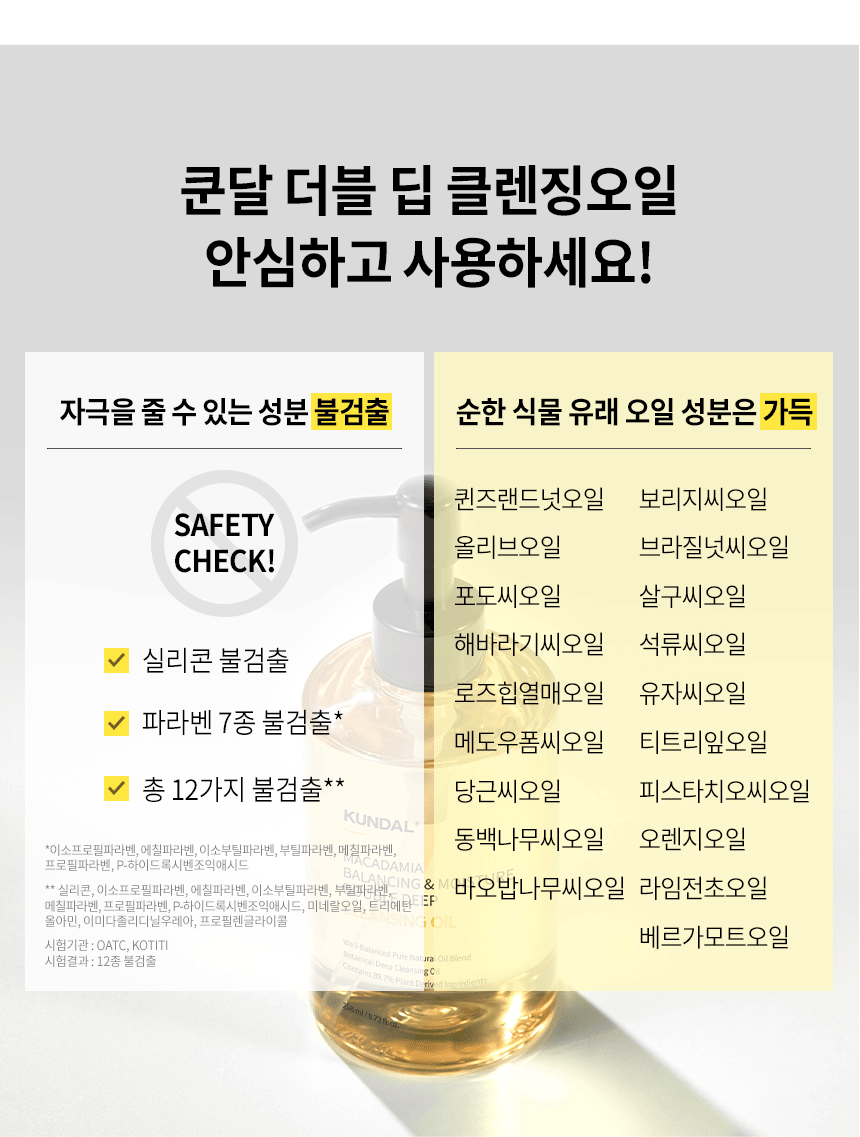 쿤달 더블 딥 클렌징오일
안심하고 사용하세요!
자극을 줄 수 있는 성분 불검출
SAFETY
CHECK!
실리콘 불검출
파라벤 7종 불검출*
총 12가지 불검출**
*이소프로필파라벤, 에칠파라벤, 이소부틸파라벤, 부틸파라벤, 메칠파라벤,
프로필파라벤, P-하이드록시벤조익애시드
** 실리콘, 이소프로필파라벤, 에칠파라벤, 이소부틸파라벤, 부틸파라벤,
메칠파라벤, 프로필파라벤, P-하이드록시벤조익애시드, 미네랄오일, 트리에탄
올아민, 이미다졸리디닐우레아, 프로필렌글라이콜
시험기관 : OATC, KOTITI
시험결과 : 12종 불검출
순한 식물 유래 오일 성분은 가득
퀸즈랜드넛오일 보리지씨오일
올리브오일 브라질넛씨오일
포도씨오일 살구씨오일
해바라기씨오일 석류씨오일
로즈힙열매오일 유자씨오일
메도우폼씨오일 티트리잎오일
당근씨오일 피스타치오씨오일
동백나무씨오일 오렌지오일
바오밥나무씨오일 라임전초오일
베르가모트오일
KUNDAL
MACADAMIA
BALANCING & MOISTURE
DOUBLE DEEP
CLEANSING OIL
Well-Balanced Pure Natural Oil Blend
Botanical Deep Cleansing Oil
Contains 89.7% Plant Derived Ingredients